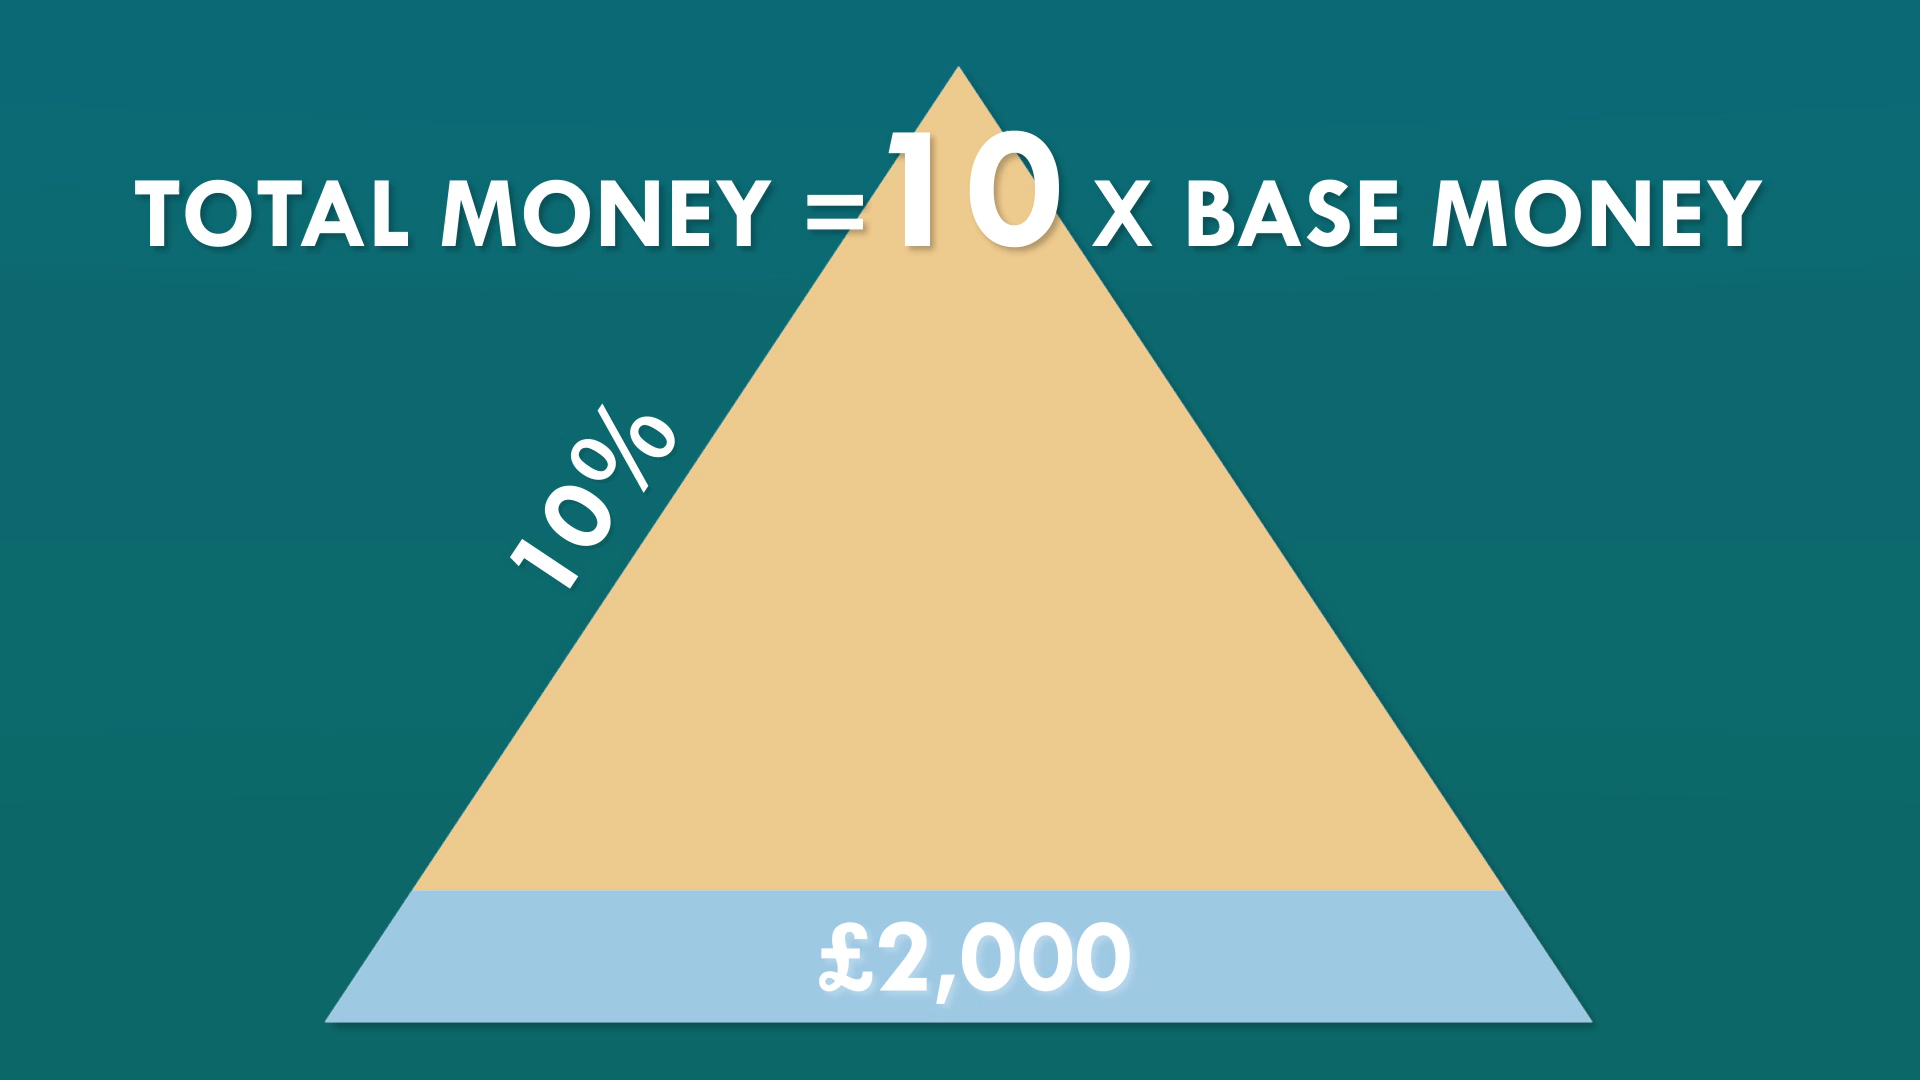 TOTAL MONEY = 10 X BASE MONEY
10%
£2,000